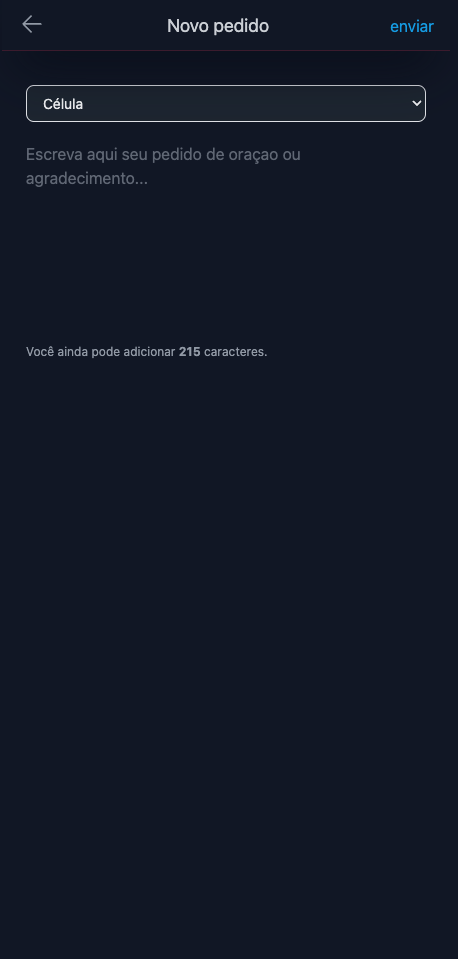 Novo pedido
enviar
Célula
Escreva aqui seu pedido de oraçao ou
agradecimento...
Você ainda pode adicionar 215 caracteres.